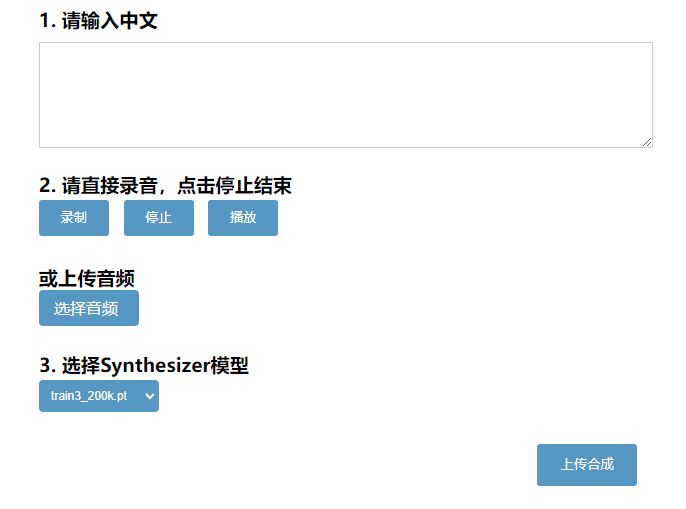 1. 请输入中文
2. 请直接录音，点击停止结束
录制 停止 播放
或上传音频
选择音频
3. 选择Synthesizer模型
train3_200k.pt
上传合成